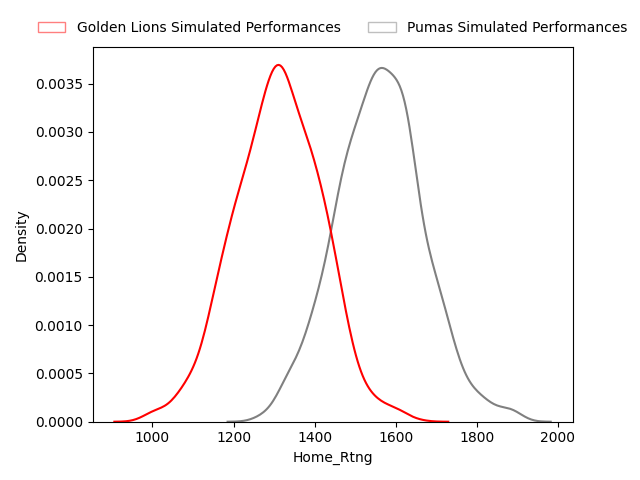 Golden Lions Simulated Performances Pumas Simulated Performances
0.0035
0.0030
0.0025
0.0020
0.0015
0.0010
0.0005
0.0000
Density
1000 1200 1400 1600 1800 2000
Home_Rtng